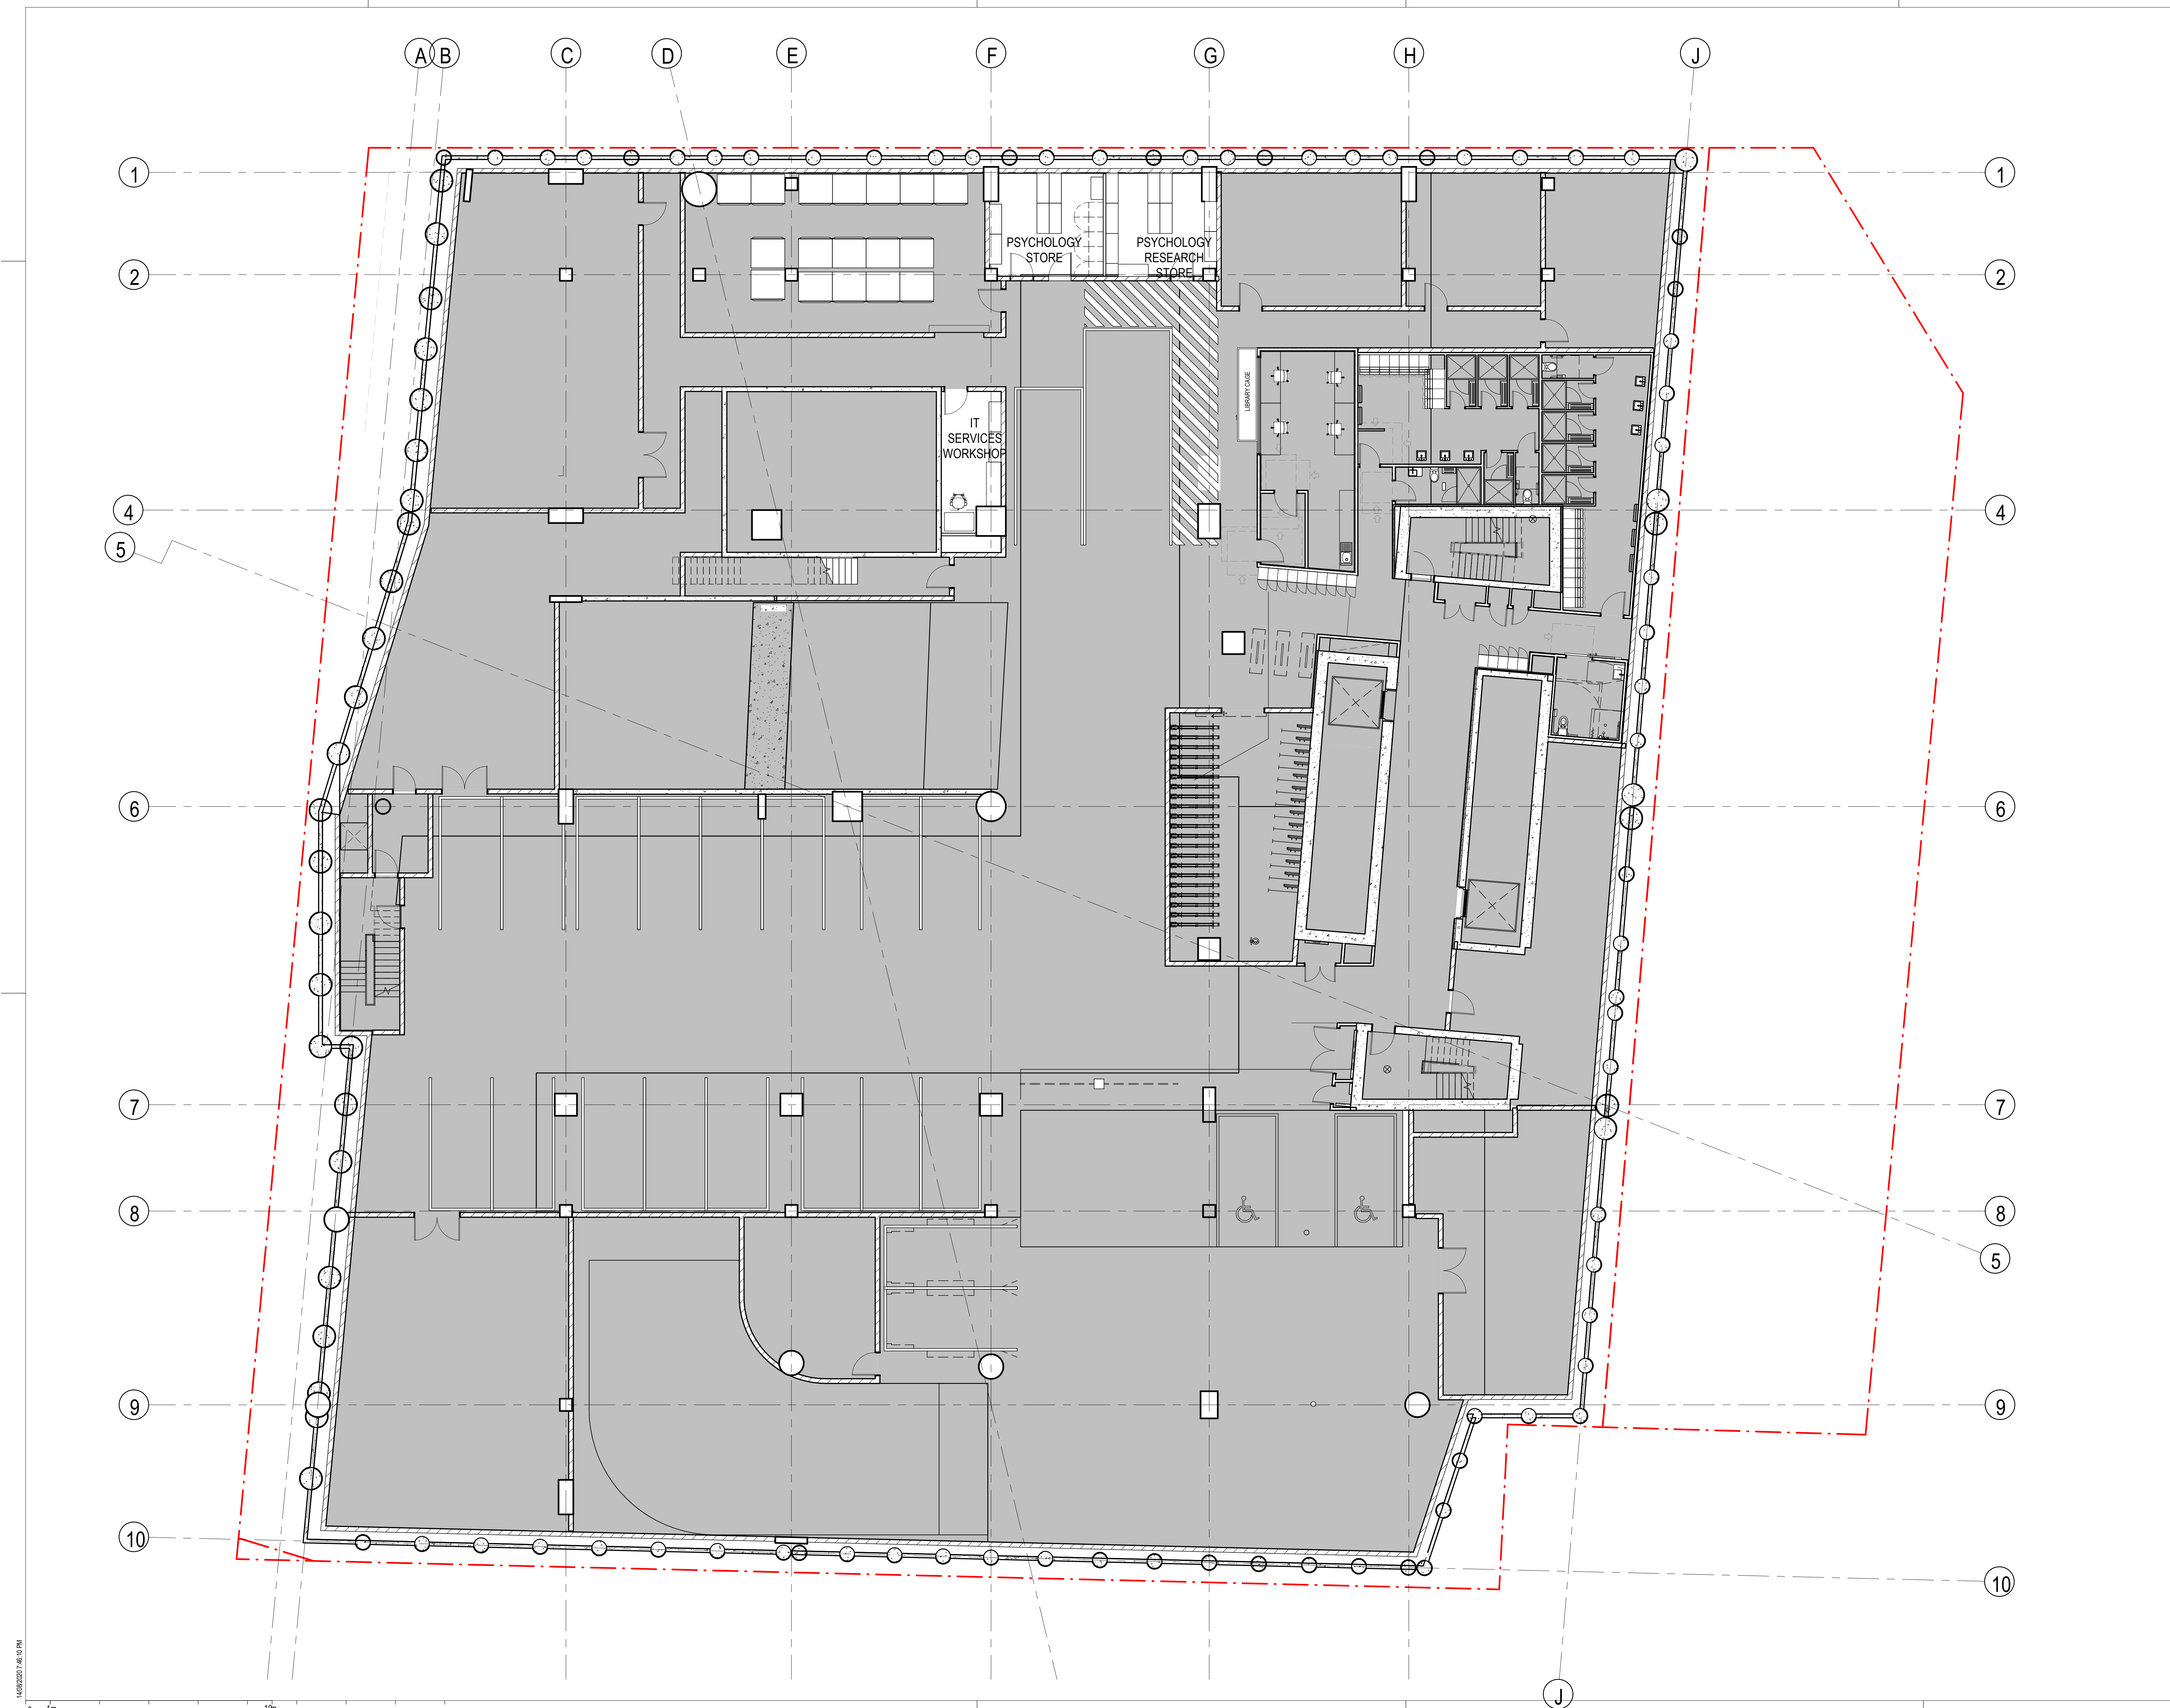 A B C D E F G H J
1 1
PSYCHOLOGY
STORE
PSYCHOLOGY
RESEARCH
STORE
2 2
LIBRARY CAGE
IT
SERVICES
WORKSHOP
4 4
5
6 6
7 7
8 8
5
9 9
10
10
J
14/08/2020 7:46:10 PM